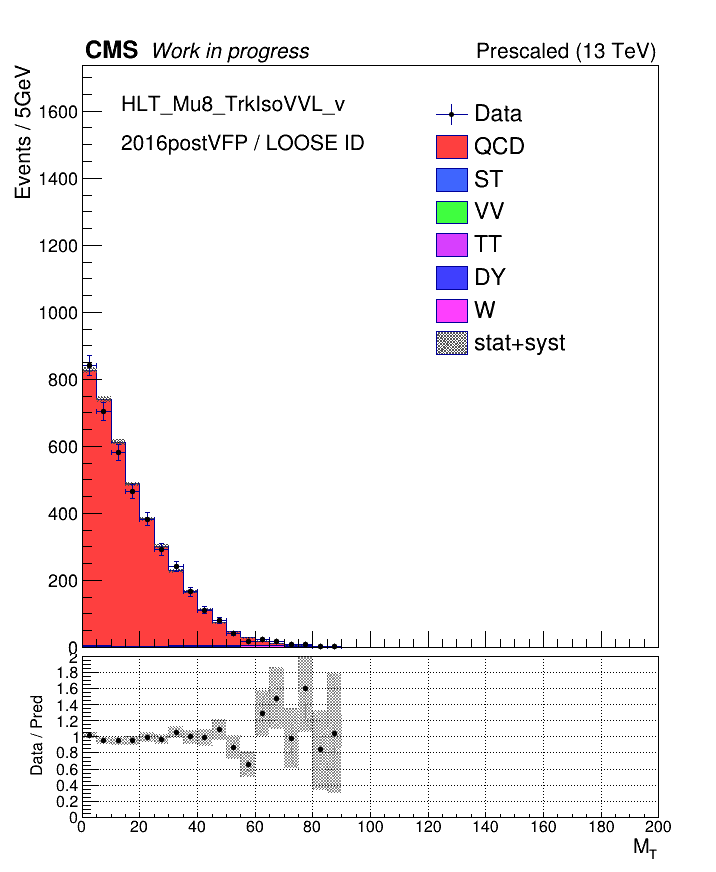 CMS Work in progress Prescaled (13 TeV)
Events / 5GeV
HLT_Mu8_TrkIsoVVL_v
2016postVFP / LOOSE ID
Data
QCD
ST
VV
TT
DY
W
stat+syst
1600
1400
1200
1000
800
600
400
200
0
Data / Pred
2
1.8
1.6
1.4
1.2
1
0.8
0.6
0.4
0.2
0
0 20 40 60 80 100 120 140 160 180 200
M_T